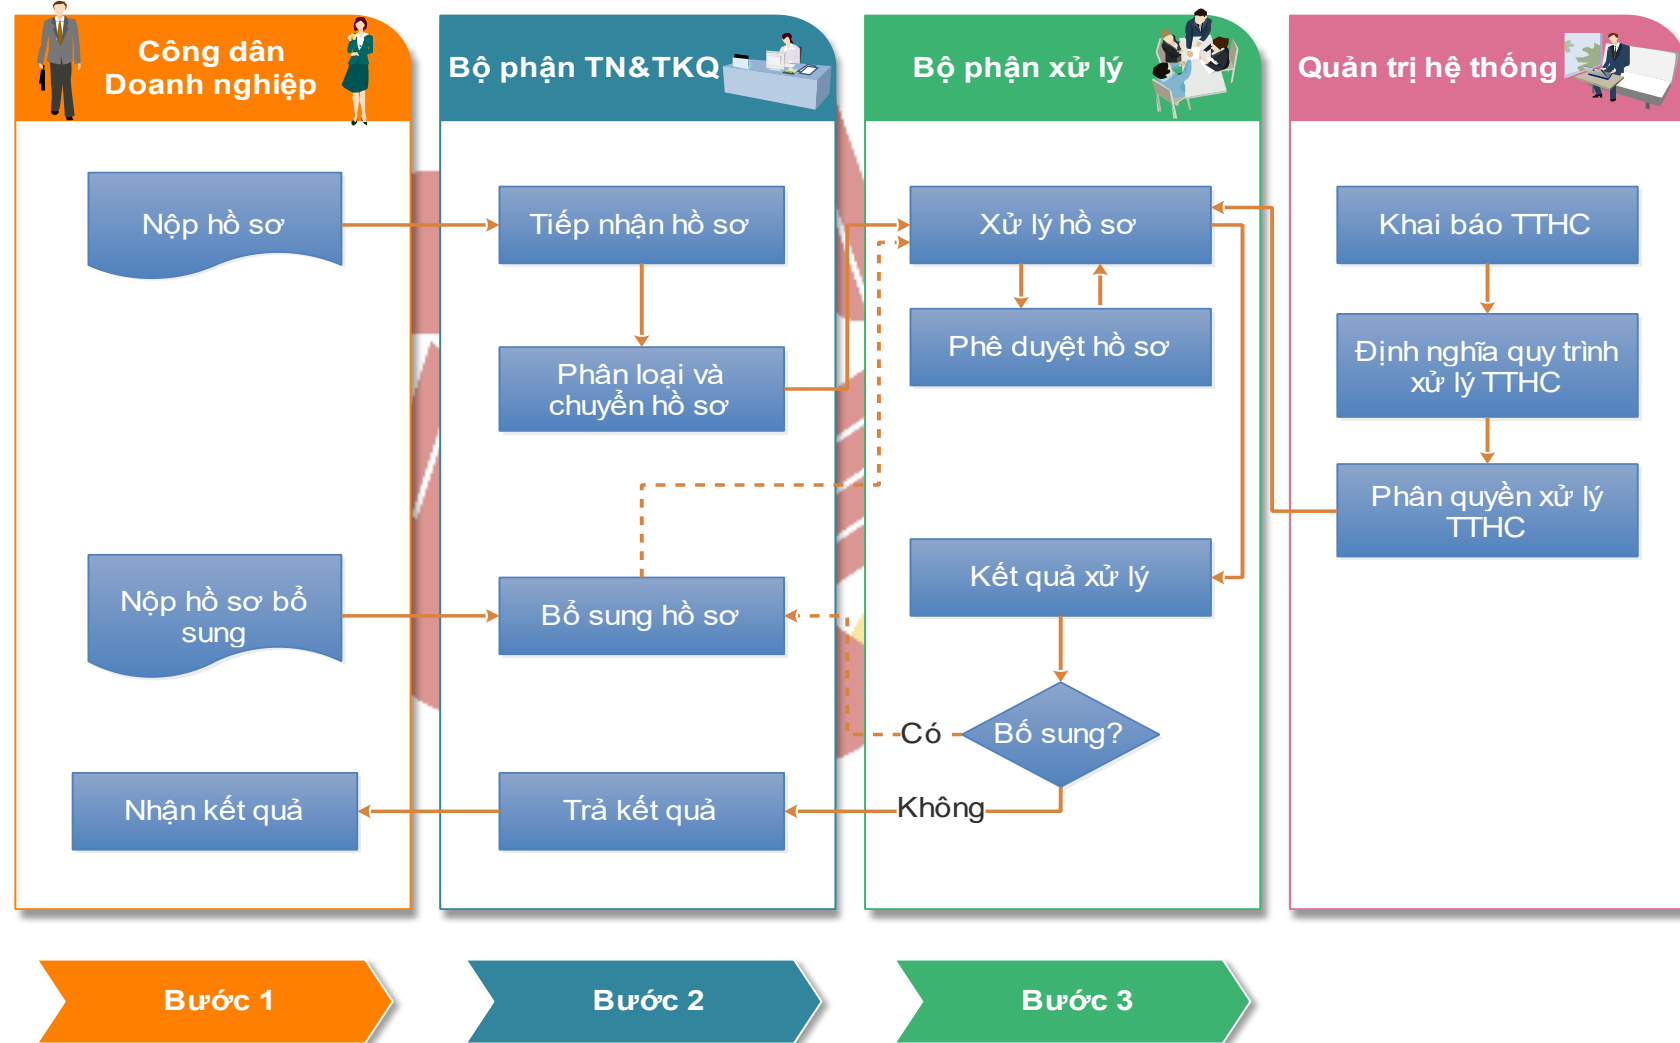 Công dân
Doanh nghiệp
Bộ phận TN&TKQ
Bộ phận xử lý
Quản trị hệ thống
Nộp hồ sơ
Tiếp nhận hồ sơ
Xử lý hồ sơ
Khai báo TTHC
Phân loại và
chuyển hồ sơ
Phê duyệt hồ sơ
Định nghĩa quy trình
xử lý TTHC
Phân quyền xử lý
TTHC
Nộp hồ sơ bổ
sung
Bổ sung hồ sơ
Kết quả xử lý
Có
Bổ sung?
Không
Nhận kết quả
Trả kết quả
Bước 1
Bước 2
Bước 3